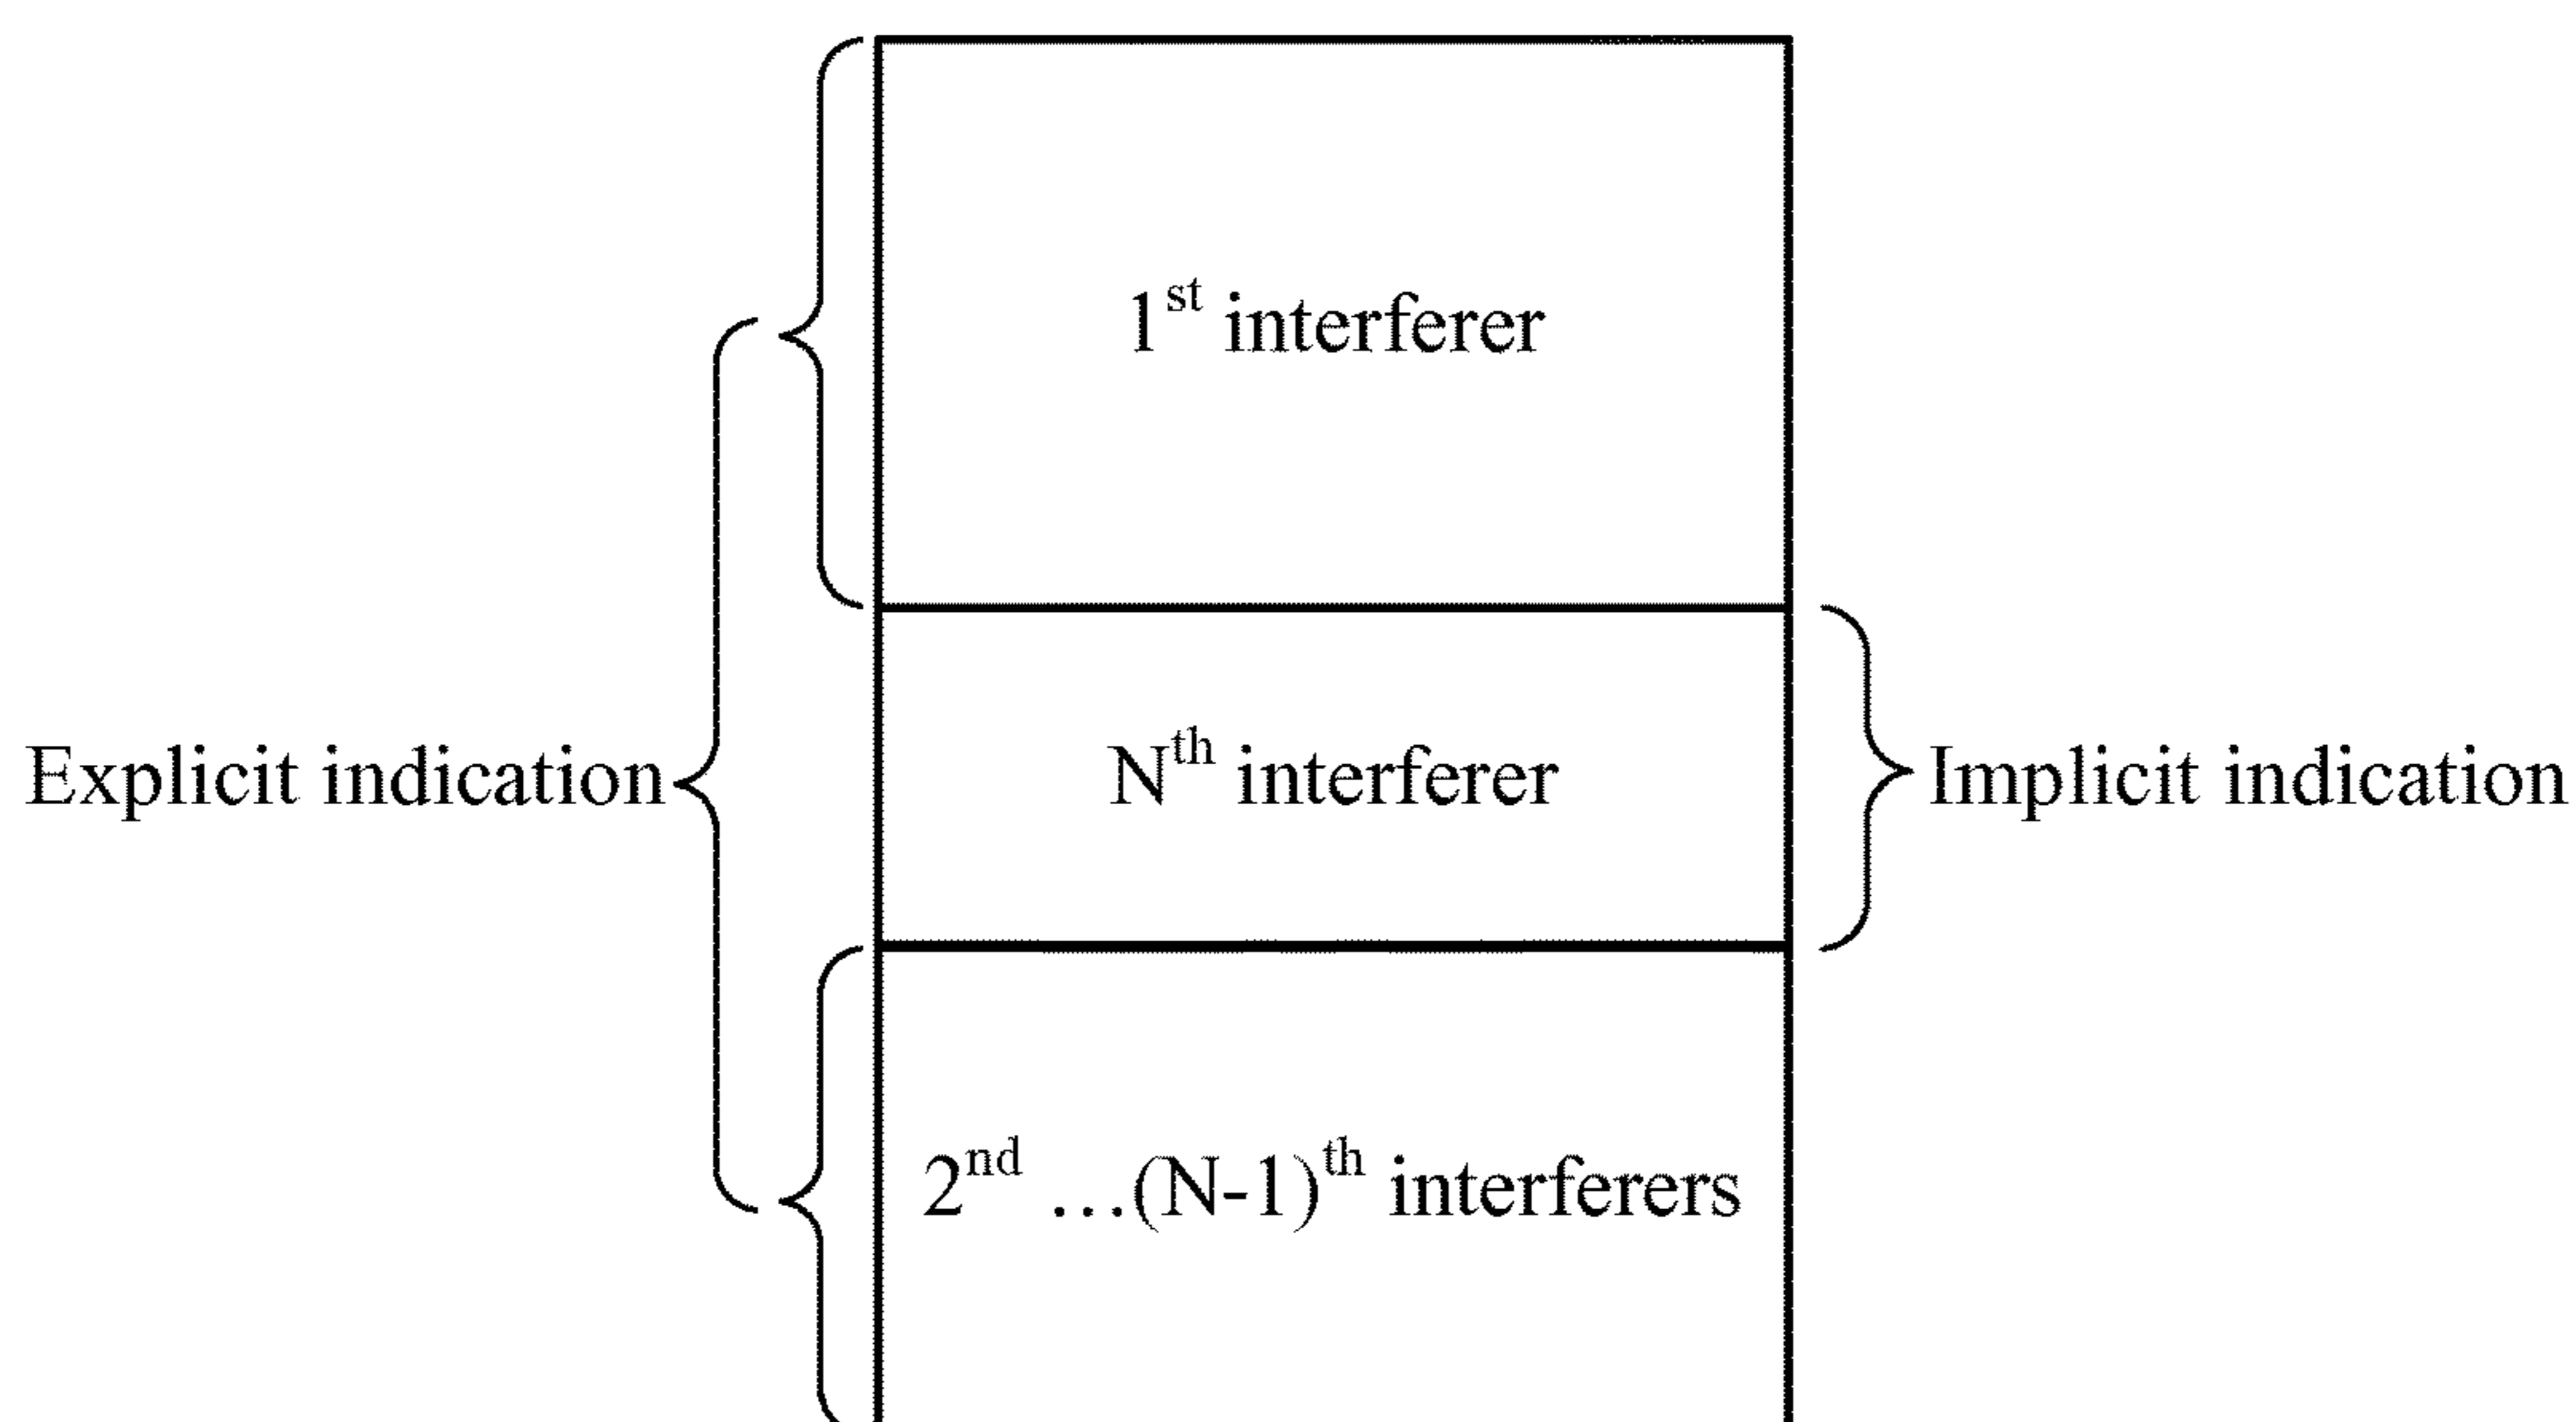 1st interferer
Explicit indication
Nth interferer
Implicit indication
2nd ...(N-1)th interferers